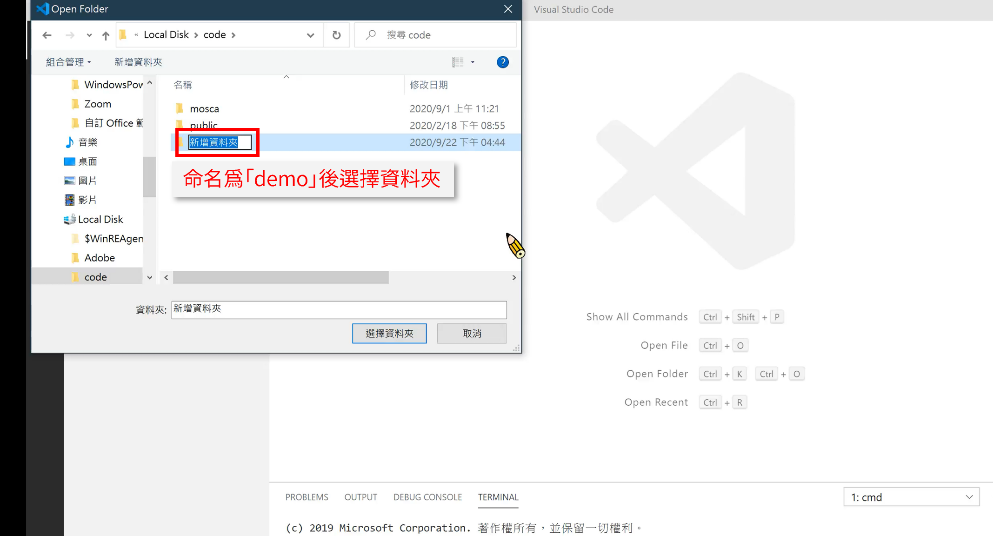 Open Folder
Visual Studio Code
« Local Disk › code ›
搜尋 code
組合管理
新增資料夾
名稱
修改日期
WindowsPow
Zoom
自訂 Office 範
音樂
桌面
圖片
影片
Local Disk
$WinREAgen
Adobe
code
mosca 2020/9/1 上午 11:21
public 2020/2/18 下午 08:55
新增資料夾 2020/9/22 下午 04:44
命名為「demo」後選擇資料夾
資料夾: 新增資料夾
選擇資料夾
取消
Show All Commands Ctrl + Shift + P
Open File Ctrl + O
Open Folder Ctrl + K Ctrl + O
Open Recent Ctrl + R
PROBLEMS OUTPUT DEBUG CONSOLE TERMINAL
1: cmd
(c) 2019 Microsoft Corporation. 著作權所有，並保留一切權利。